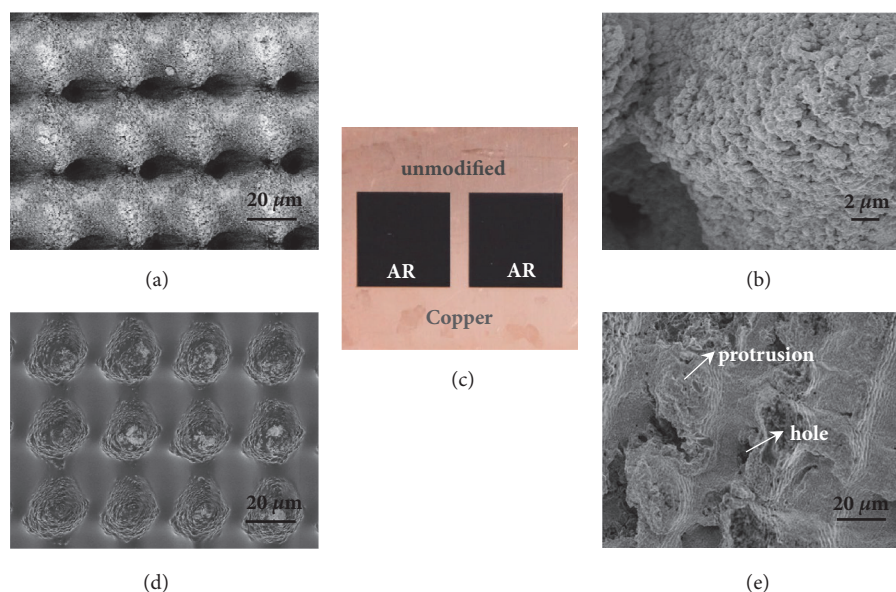 20 μm
(a)
unmodified
AR
AR
Copper
(c)
2 μm
(b)
20 μm
(d)
protrusion
hole
20 μm
(e)